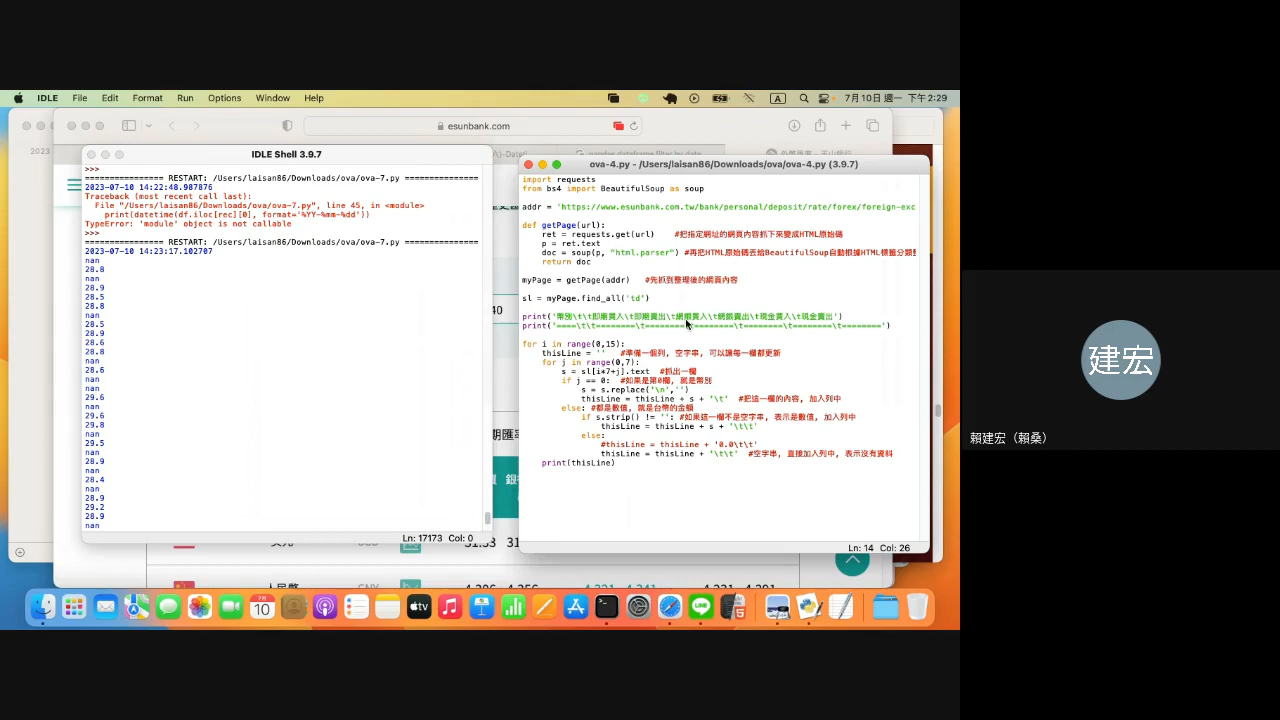 IDLE File Edit Format Run Options Window Help
A
7月10日 週一 下午2:29
esunbank.com
2023
IDLE Shell 3.9.7
>>>
=============== RESTART: /Users/laisan86/Downloads/ova/ova-7.py ===============
2023-07-10 14:22:48.987876
Traceback (most recent call last):
File "/Users/laisan86/Downloads/ova/ova-7.py", line 45, in <module>
print(datetime(df.iloc[rec][0], format='%YY-%mm-%dd'))
TypeError: 'module' object is not callable
>>>
=============== RESTART: /Users/laisan86/Downloads/ova/ova-7.py ===============
2023-07-10 14:23:17.102707
nan
28.8
nan
28.9
28.5
28.8
nan
28.5
28.9
28.6
28.8
nan
28.6
nan
nan
29.6
nan
29.6
29.8
nan
29.5
nan
28.9
nan
28.4
nan
28.9
29.2
28.9
nan
Ln: 17173 Col: 0
40
ova-4.py - /Users/laisan86/Downloads/ova/ova-4.py (3.9.7)
import requests
from bs4 import BeautifulSoup as soup
addr = 'https://www.esunbank.com.tw/bank/personal/deposit/rate/forex/foreign-exc
def getPage(url):
ret = requests.get(url) #把指定網址的網頁內容抓下來變成HTML原始碼
p = ret.text
doc = soup(p, "html.parser") #再把HTML原始碼丟給BeautifulSoup自動根據HTML標籤分類整
return doc
myPage = getPage(addr) #先抓到整理後的網頁內容
sl = myPage.find_all('td')
print('幣別\t\t即期買入\t即期賣出\t網銀買入\t網銀賣出\t現金買入\t現金賣出')
print('====\t\t========\t========\t========\t========\t========\t========')
for i in range(0,15):
thisLine = '' #準備一個列, 空字串, 可以讓每一欄都更新
for j in range(0,7):
s = sl[i*7+j].text #抓出一欄
if j == 0: #如果是第0欄, 就是幣別
s = s.replace('\n','')
thisLine = thisLine + s + '\t' #把這一欄的內容, 加入列中
else: #都是數值, 就是台幣的金額
if s.strip() != '': #如果這一欄不是空字串, 表示是數值, 加入列中
thisLine = thisLine + s + '\t\t'
else:
#thisLine = thisLine + '0.0\t\t'
thisLine = thisLine + '\t\t' #空字串, 直接加入列中, 表示沒有資料
print(thisLine)
Ln: 14 Col: 26
7月
10
tv
建宏
賴建宏（賴桑）